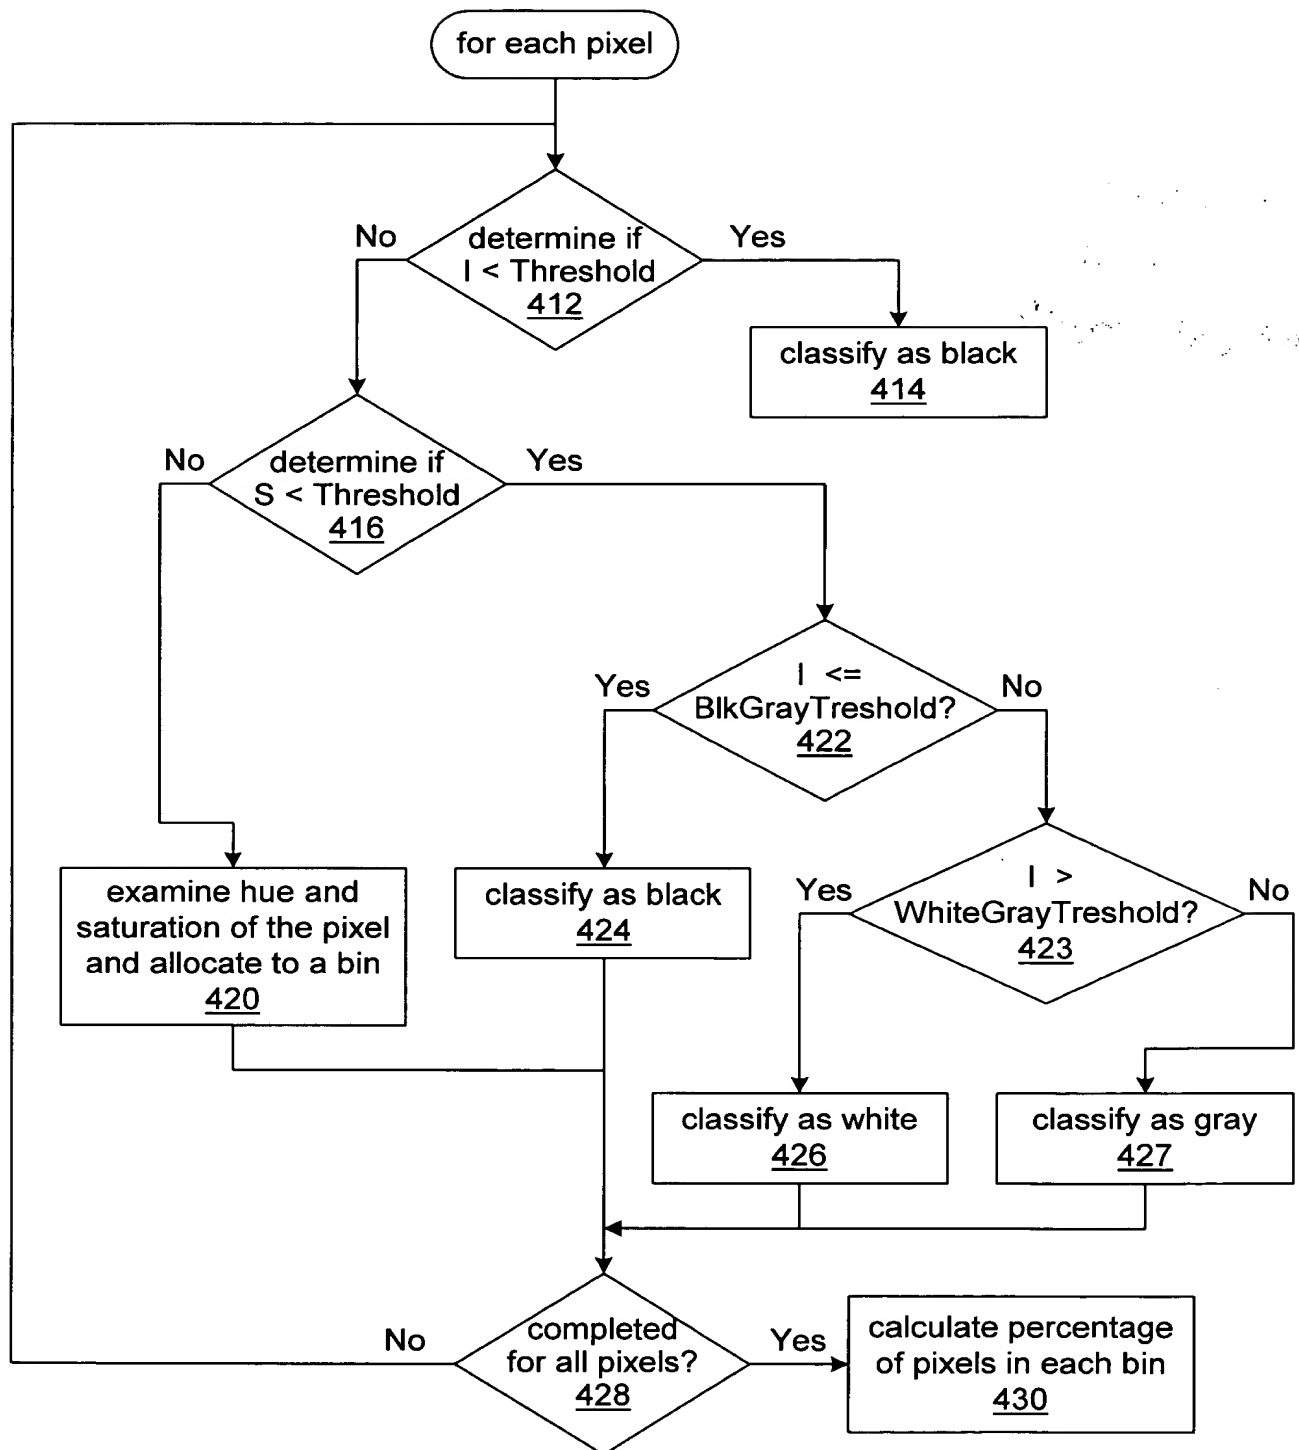 for each pixel
No
determine if
Yes
I < Threshold
412
classify as black
414
No
determine if
Yes
S < Threshold
416
I <=
Yes
BlkGrayTreshold?
No
422
examine hue and
saturation of the pixel
and allocate to a bin
420
classify as black
424
Yes
I >
No
WhiteGrayTreshold?
423
classify as white
426
classify as gray
427
No
completed
for all pixels?
428
Yes
calculate percentage
of pixels in each bin
430